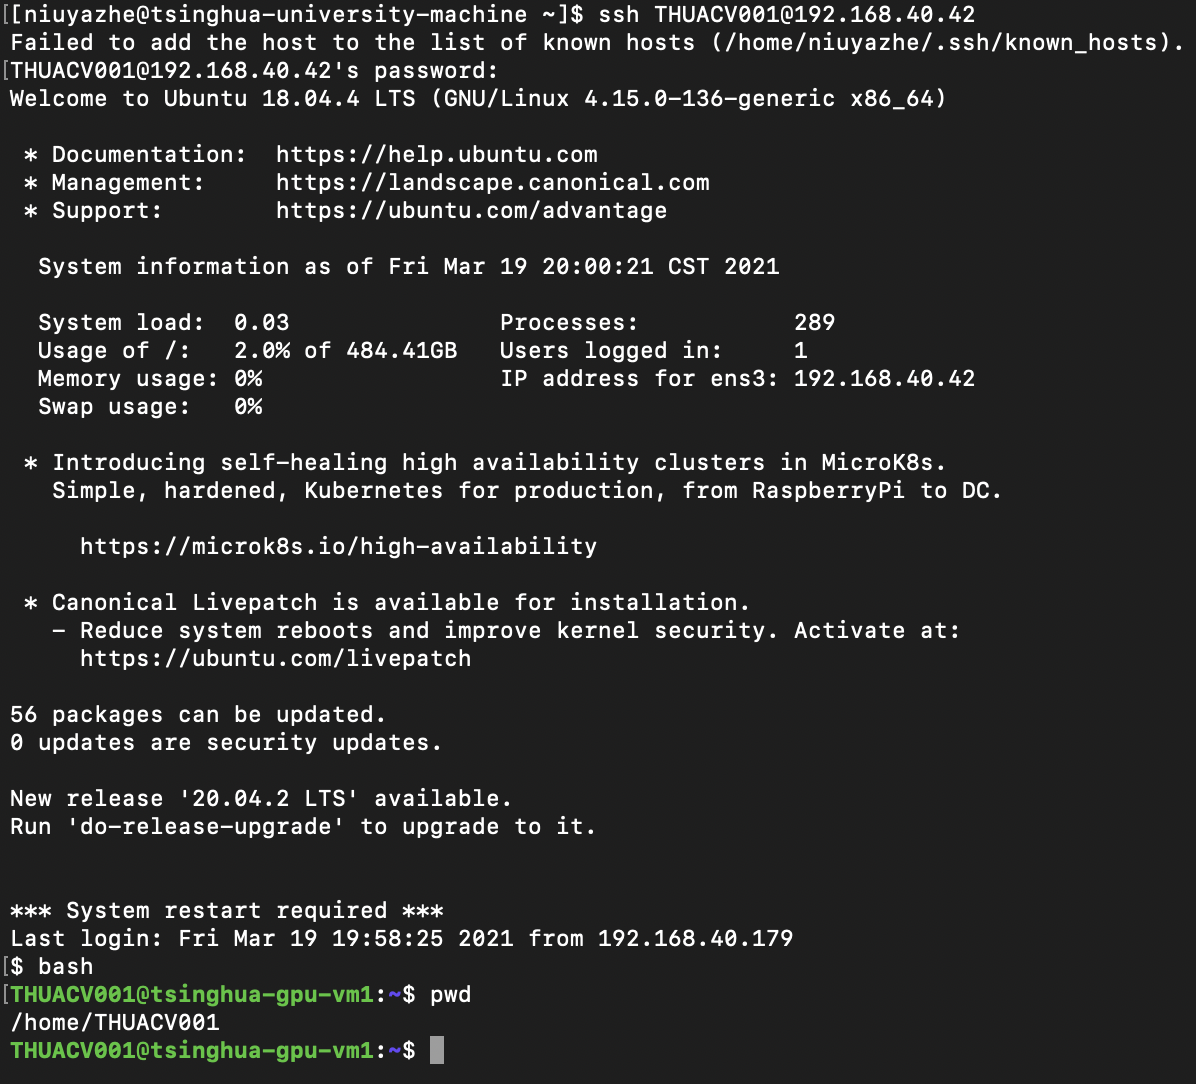 [[niuyazhe@tsinghua-university-machine ~]$ ssh THUACV001@192.168.40.42
Failed to add the host to the list of known hosts (/home/niuyazhe/.ssh/known_hosts).
[THUACV001@192.168.40.42's password:
Welcome to Ubuntu 18.04.4 LTS (GNU/Linux 4.15.0-136-generic x86_64)
* Documentation:  https://help.ubuntu.com
* Management:     https://landscape.canonical.com
* Support:        https://ubuntu.com/advantage
System information as of Fri Mar 19 20:00:21 CST 2021
System load:  0.03               Processes:           289
Usage of /:   2.0% of 484.41GB   Users logged in:     1
Memory usage: 0%                 IP address for ens3: 192.168.40.42
Swap usage:   0%
* Introducing self-healing high availability clusters in MicroK8s.
Simple, hardened, Kubernetes for production, from RaspberryPi to DC.
https://microk8s.io/high-availability
* Canonical Livepatch is available for installation.
- Reduce system reboots and improve kernel security. Activate at:
https://ubuntu.com/livepatch
56 packages can be updated.
0 updates are security updates.
New release '20.04.2 LTS' available.
Run 'do-release-upgrade' to upgrade to it.
*** System restart required ***
Last login: Fri Mar 19 19:58:25 2021 from 192.168.40.179
[$ bash
[THUACV001@tsinghua-gpu-vm1:~$ pwd
/home/THUACV001
THUACV001@tsinghua-gpu-vm1:~$